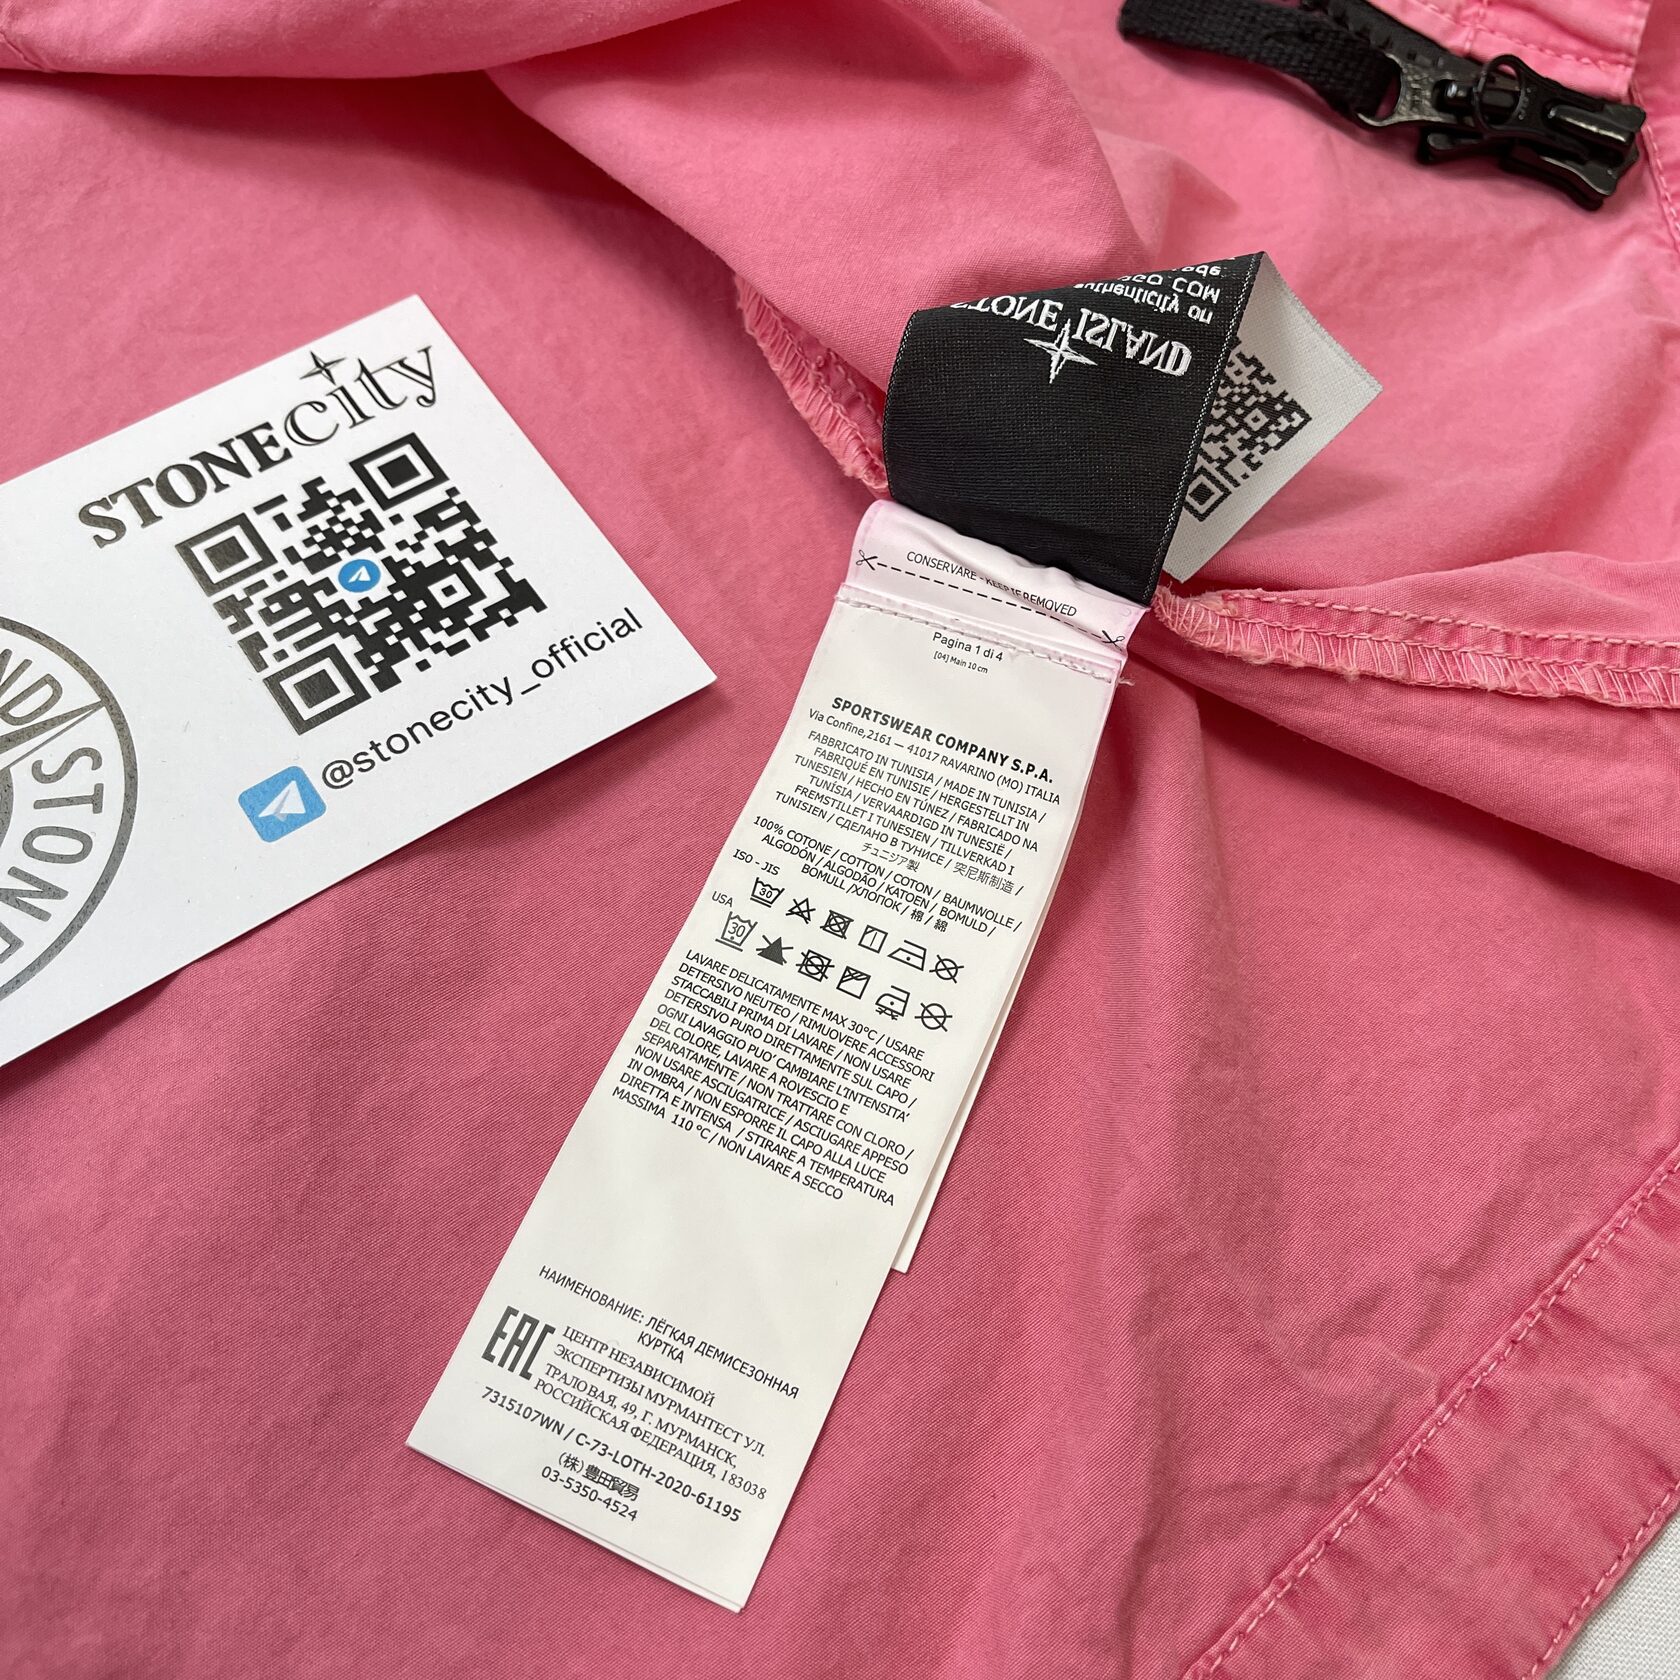 STONEcity
@stonecity_official
ND STONE
STONE ISLAND
authenticity on
CONSERVARE - KEEP IF REMOVED
Pagina 1 di 4
[04] Main 10 cm
SPORTSWEAR COMPANY S.P.A.
Via Confine,2161 — 41017 RAVARINO (MO) ITALIA
FABBRICATO IN TUNISIA / MADE IN TUNISIA /
FABRIQUÉ EN TUNISIE / HERGESTELLT IN
TUNESIEN / HECHO EN TÚNEZ / FABRICADO NA
TUNÍSIA / VERVAARDIGD IN TUNESIË /
FREMSTILLET I TUNESIEN / TILLVERKAD I
TUNISIEN / СДЕЛАНО В ТУНИСЕ / 突尼斯制造 /
チュニジア製
100% COTONE / COTTON / COTON / BAUMWOLLE /
ALGODÓN / ALGODÃO / KATOEN / BOMULD /
BOMULL /ХЛОПОК / 棉 / 綿
ISO - JIS
30
USA
30
LAVARE DELICATAMENTE MAX 30°C / USARE
DETERSIVO NEUTRO / RIMUOVERE ACCESSORI
STACCABILI PRIMA DI LAVARE / NON USARE
DETERSIVO PURO DIRETTAMENTE SUL CAPO /
OGNI LAVAGGIO PUO' CAMBIARE L'INTENSITA'
DEL COLORE, LAVARE A ROVESCIO E
SEPARATAMENTE / NON TRATTARE CON CLORO /
NON USARE ASCIUGATRICE / ASCIUGARE APPESO
IN OMBRA / NON ESPORRE IL CAPO ALLA LUCE
DIRETTA E INTENSA / STIRARE A TEMPERATURA
MASSIMA 110 °C / NON LAVARE A SECCO
НАИМЕНОВАНИЕ: ЛЁГКАЯ ДЕМИСЕЗОННАЯ
КУРТКА
EAC
ЦЕНТР НЕЗАВИСИМОЙ
ЭКСПЕРТИЗЫ МУРМАНТЕСТ УЛ.
ТРАЛОВАЯ, 49, Г. МУРМАНСК,
РОССИЙСКАЯ ФЕДЕРАЦИЯ, 183038
7315107WN / C-73-LOTH-2020-61195
(株)豊田貿易
03-5350-4524